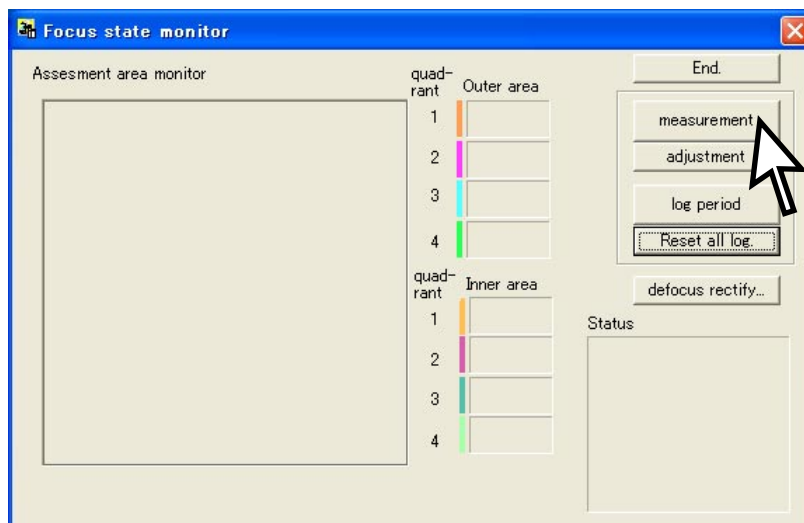 Focus state monitor
Assesment area monitor
quad-
rant
Outer area
1
2
3
4
quad-
rant
Inner area
1
2
3
4
End.
measurement
adjustment
log period
Reset all log.
defocus rectify...
Status